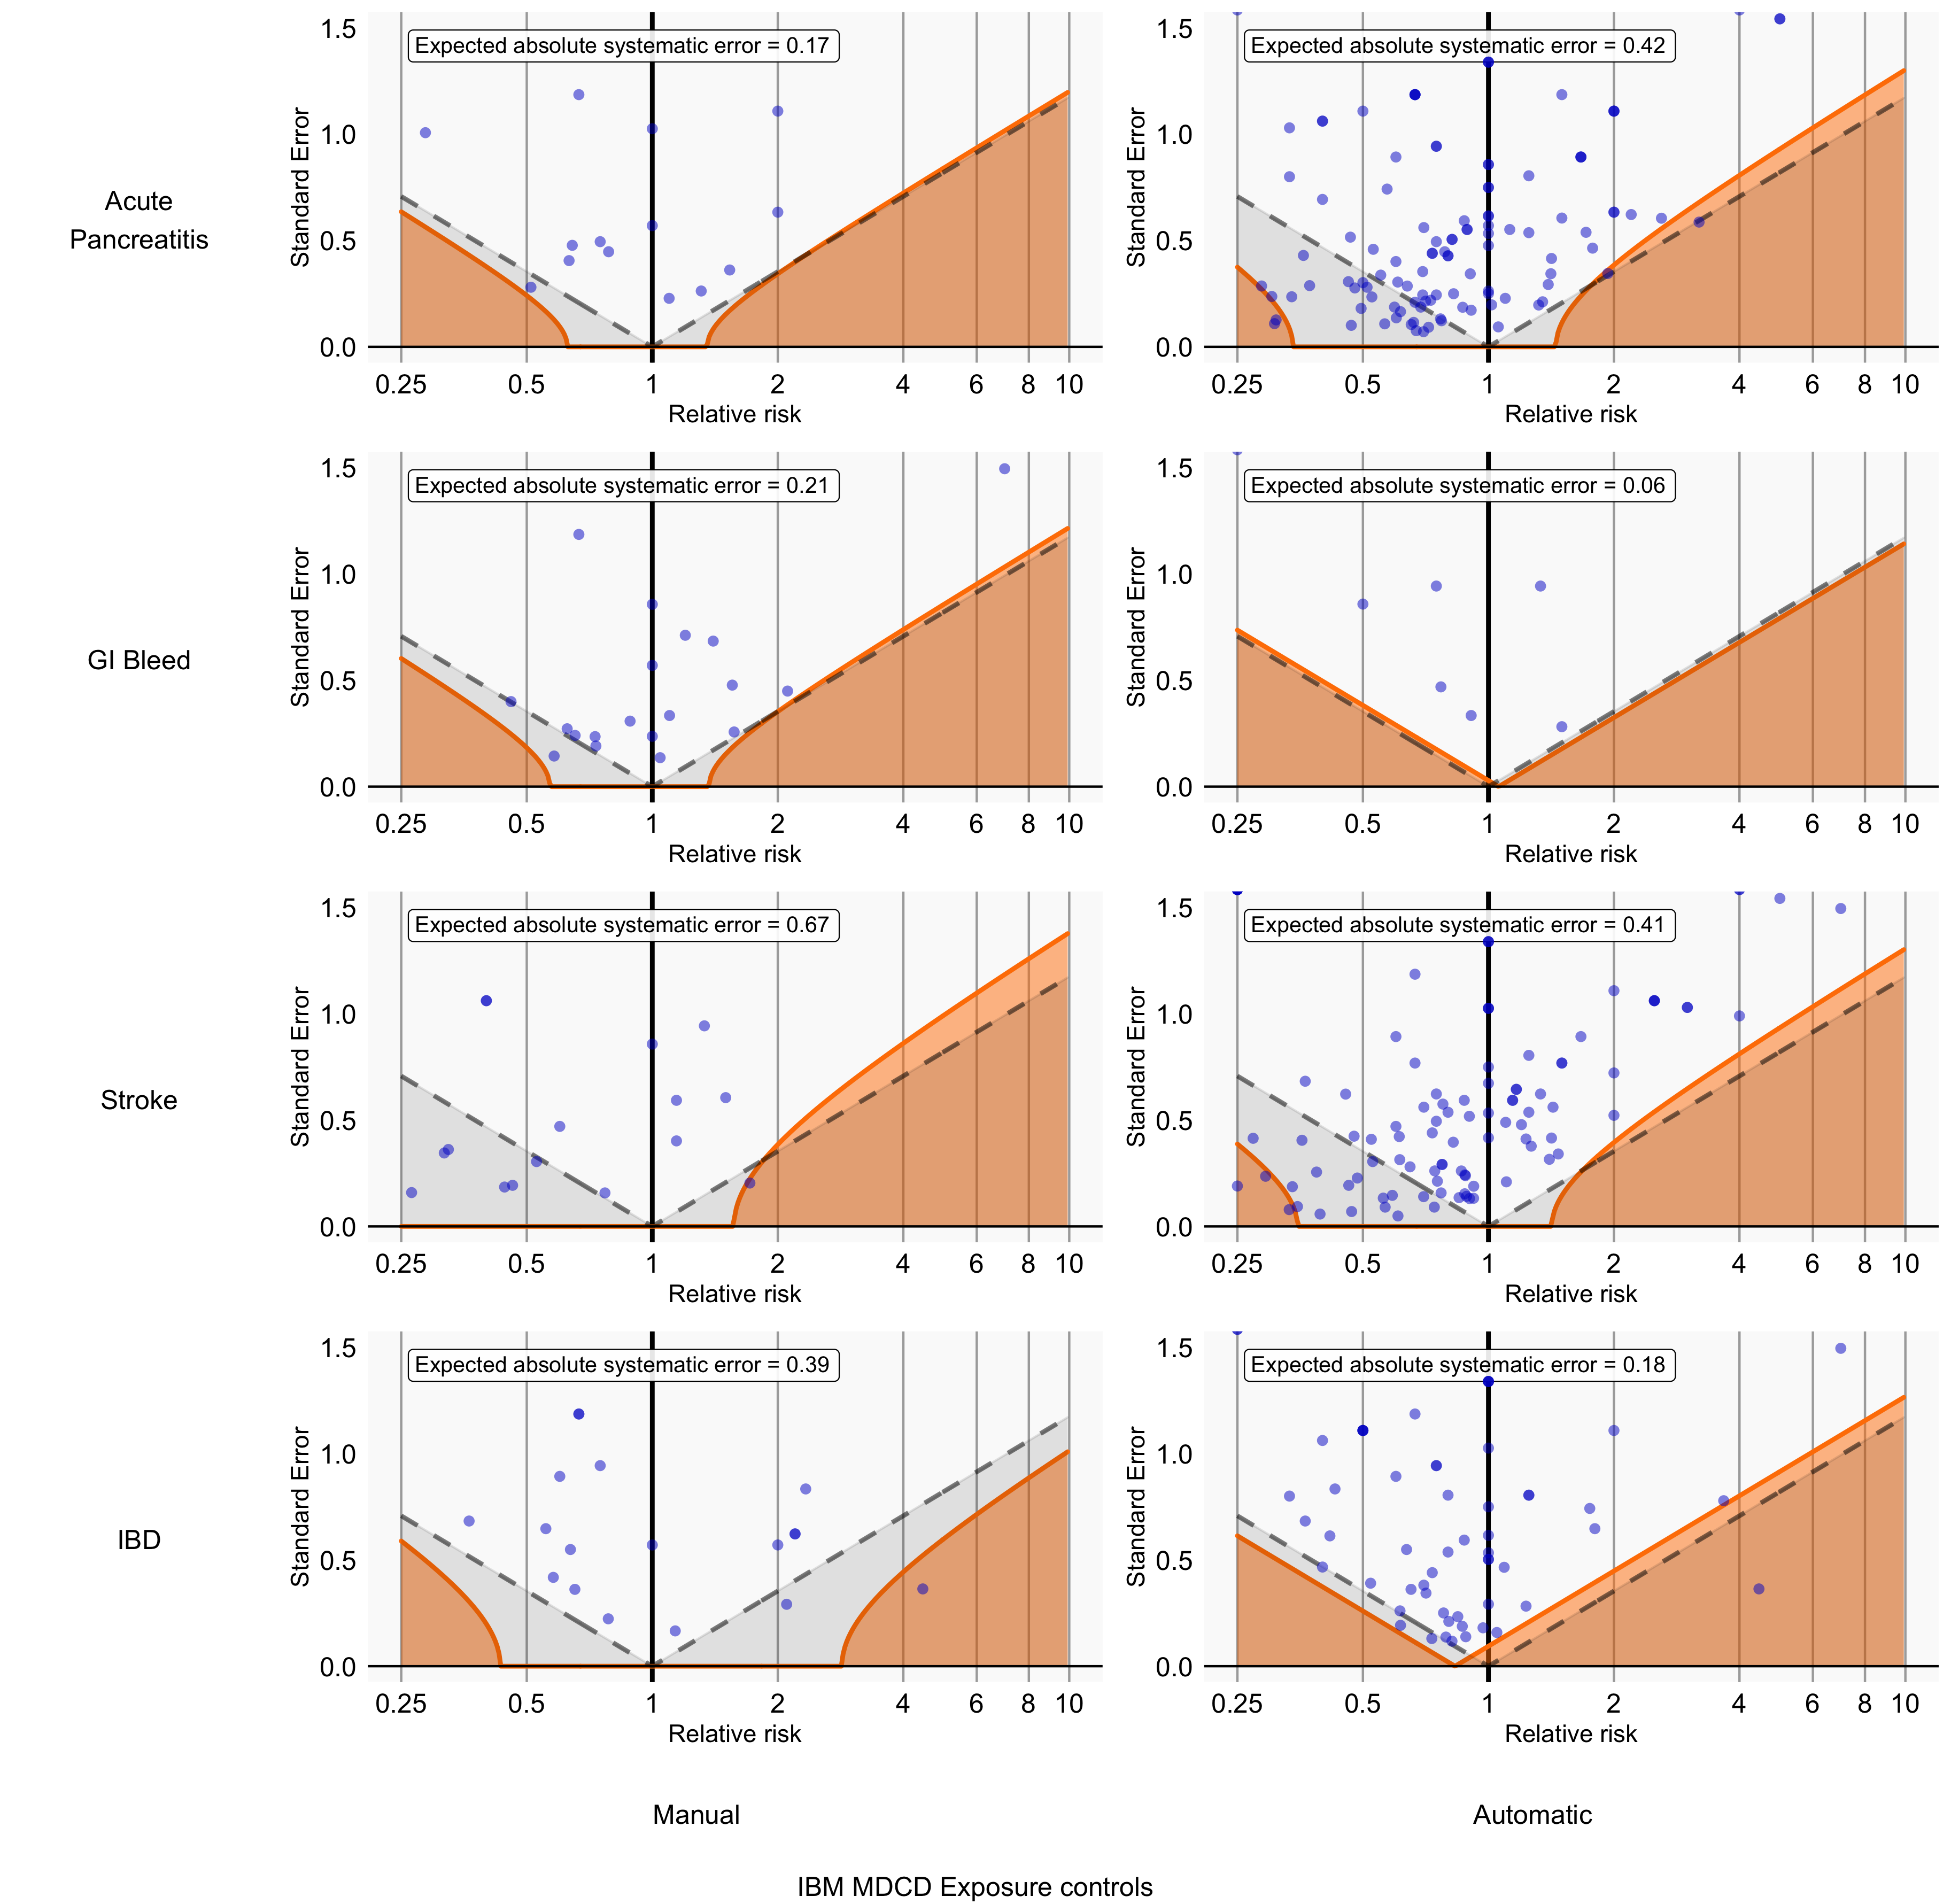 Acute
Pancreatitis
Standard Error
1.5
1.0
0.5
0.0
Expected absolute systematic error = 0.17
0.25 0.5 1 2 4 6 8 10
Relative risk
Standard Error
1.5
1.0
0.5
0.0
Expected absolute systematic error = 0.42
0.25 0.5 1 2 4 6 8 10
Relative risk
GI Bleed
Standard Error
1.5
1.0
0.5
0.0
Expected absolute systematic error = 0.21
0.25 0.5 1 2 4 6 8 10
Relative risk
Standard Error
1.5
1.0
0.5
0.0
Expected absolute systematic error = 0.06
0.25 0.5 1 2 4 6 8 10
Relative risk
Stroke
Standard Error
1.5
1.0
0.5
0.0
Expected absolute systematic error = 0.67
0.25 0.5 1 2 4 6 8 10
Relative risk
Standard Error
1.5
1.0
0.5
0.0
Expected absolute systematic error = 0.41
0.25 0.5 1 2 4 6 8 10
Relative risk
IBD
Standard Error
1.5
1.0
0.5
0.0
Expected absolute systematic error = 0.39
0.25 0.5 1 2 4 6 8 10
Relative risk
Standard Error
1.5
1.0
0.5
0.0
Expected absolute systematic error = 0.18
0.25 0.5 1 2 4 6 8 10
Relative risk
Manual
Automatic
IBM MDCD Exposure controls